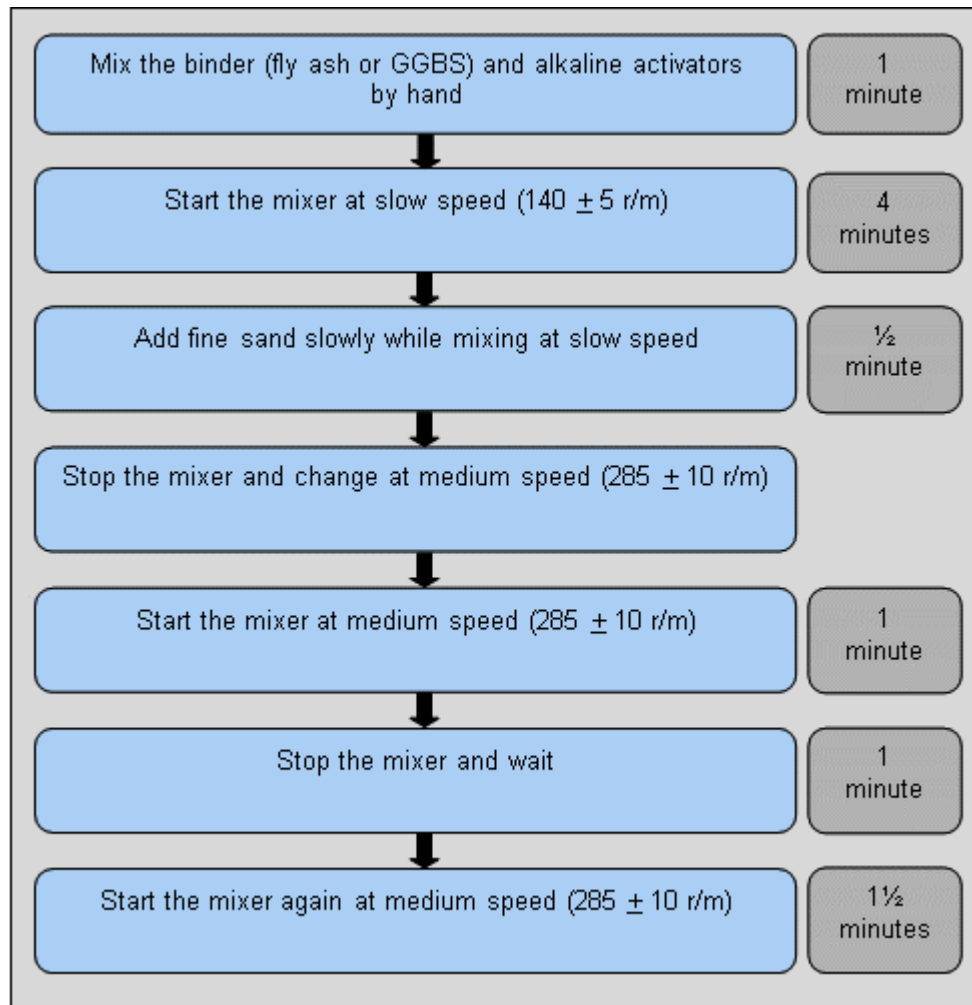 Mix the binder (fly ash or GGBS) and alkaline activators
by hand
1
minute
Start the mixer at slow speed (140 ± 5 r/m)
4
minutes
Add fine sand slowly while mixing at slow speed
½
minute
Stop the mixer and change at medium speed (285 ± 10 r/m)
Start the mixer at medium speed (285 ± 10 r/m)
1
minute
Stop the mixer and wait
1
minute
Start the mixer again at medium speed (285 ± 10 r/m)
1½
minutes